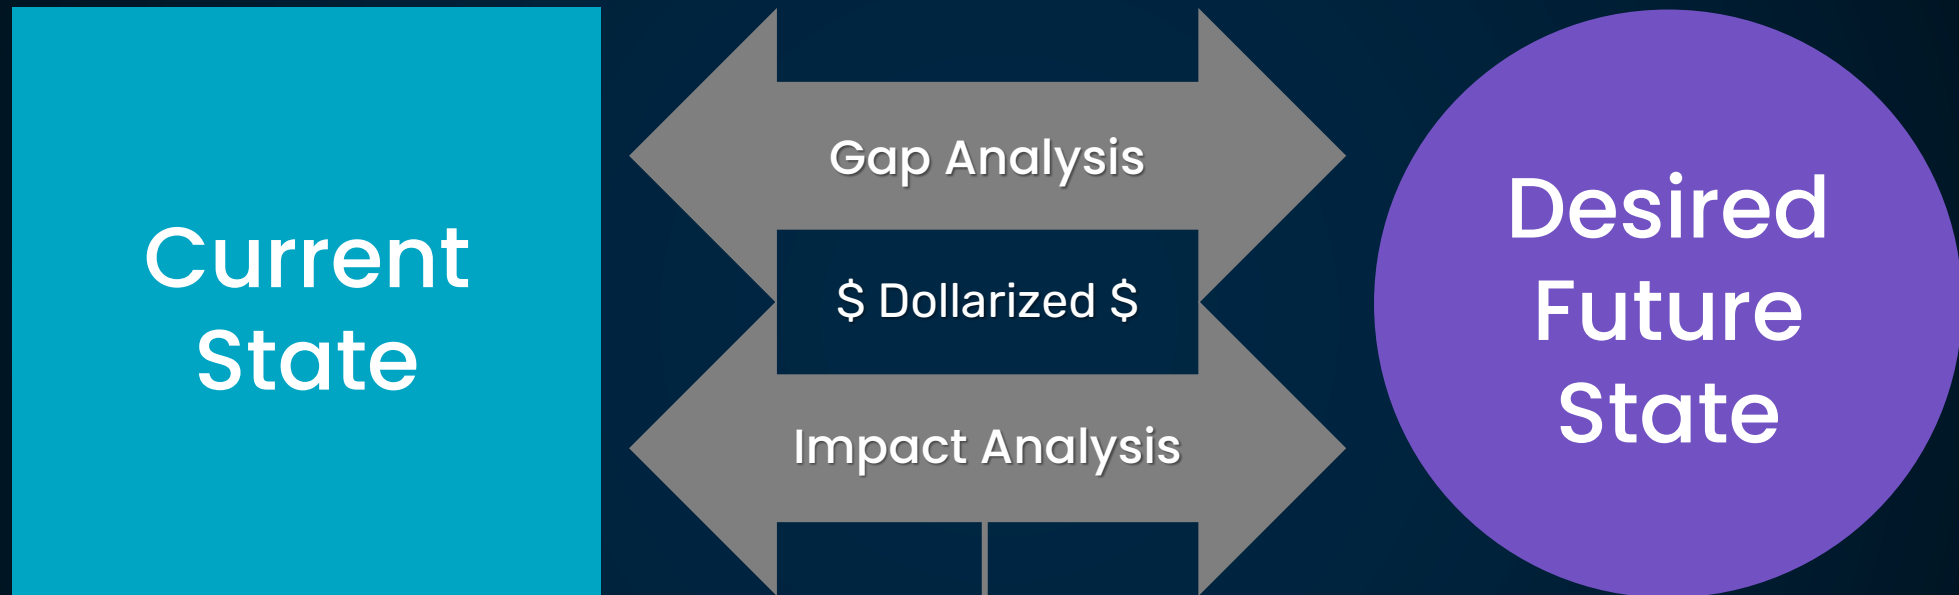 Current
State
Gap Analysis
$ Dollarized $
Impact Analysis
Desired
Future
State